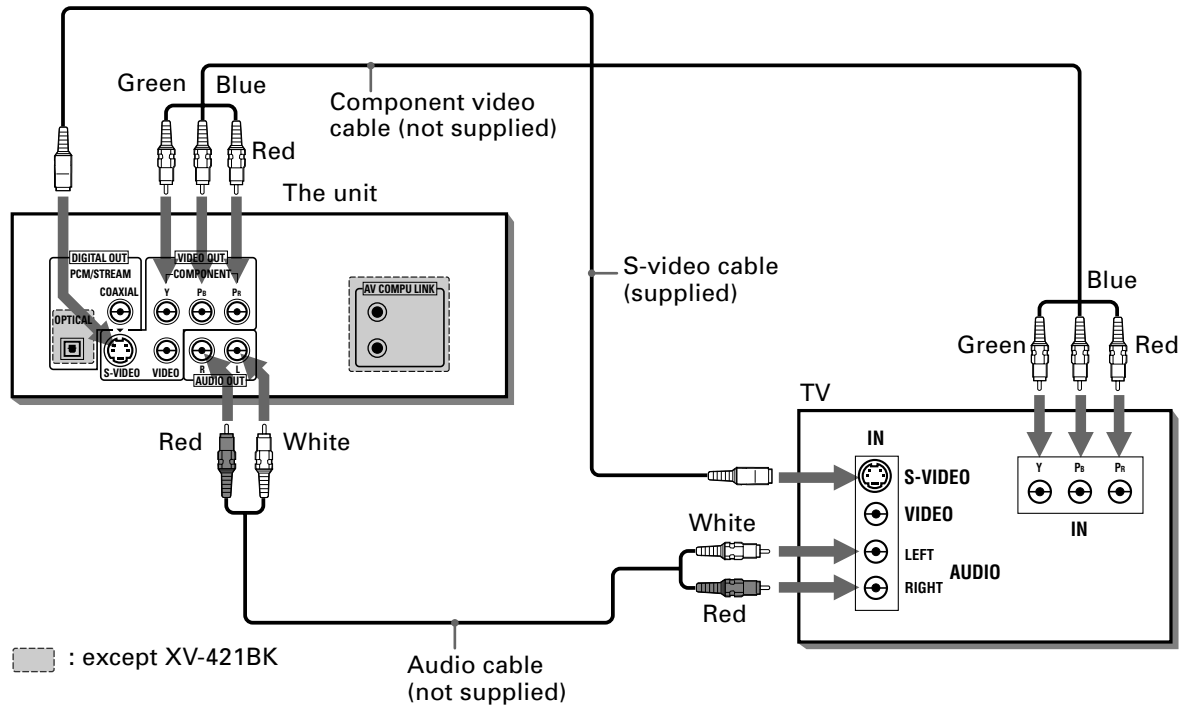 Green
Blue
Component video
cable (not supplied)
Red
The unit
DIGITAL OUT
PCM/STREAM
COAXIAL
OPTICAL
S-VIDEO
VIDEO OUT
COMPONENT
Y
PB
PR
VIDEO
R
L
AUDIO OUT
AV COMPU LINK
S-video cable
(supplied)
Blue
Green
Red
Red
White
TV
IN
S-VIDEO
VIDEO
LEFT
RIGHT
AUDIO
Y
PB
PR
IN
White
Red
: except XV-421BK
Audio cable
(not supplied)